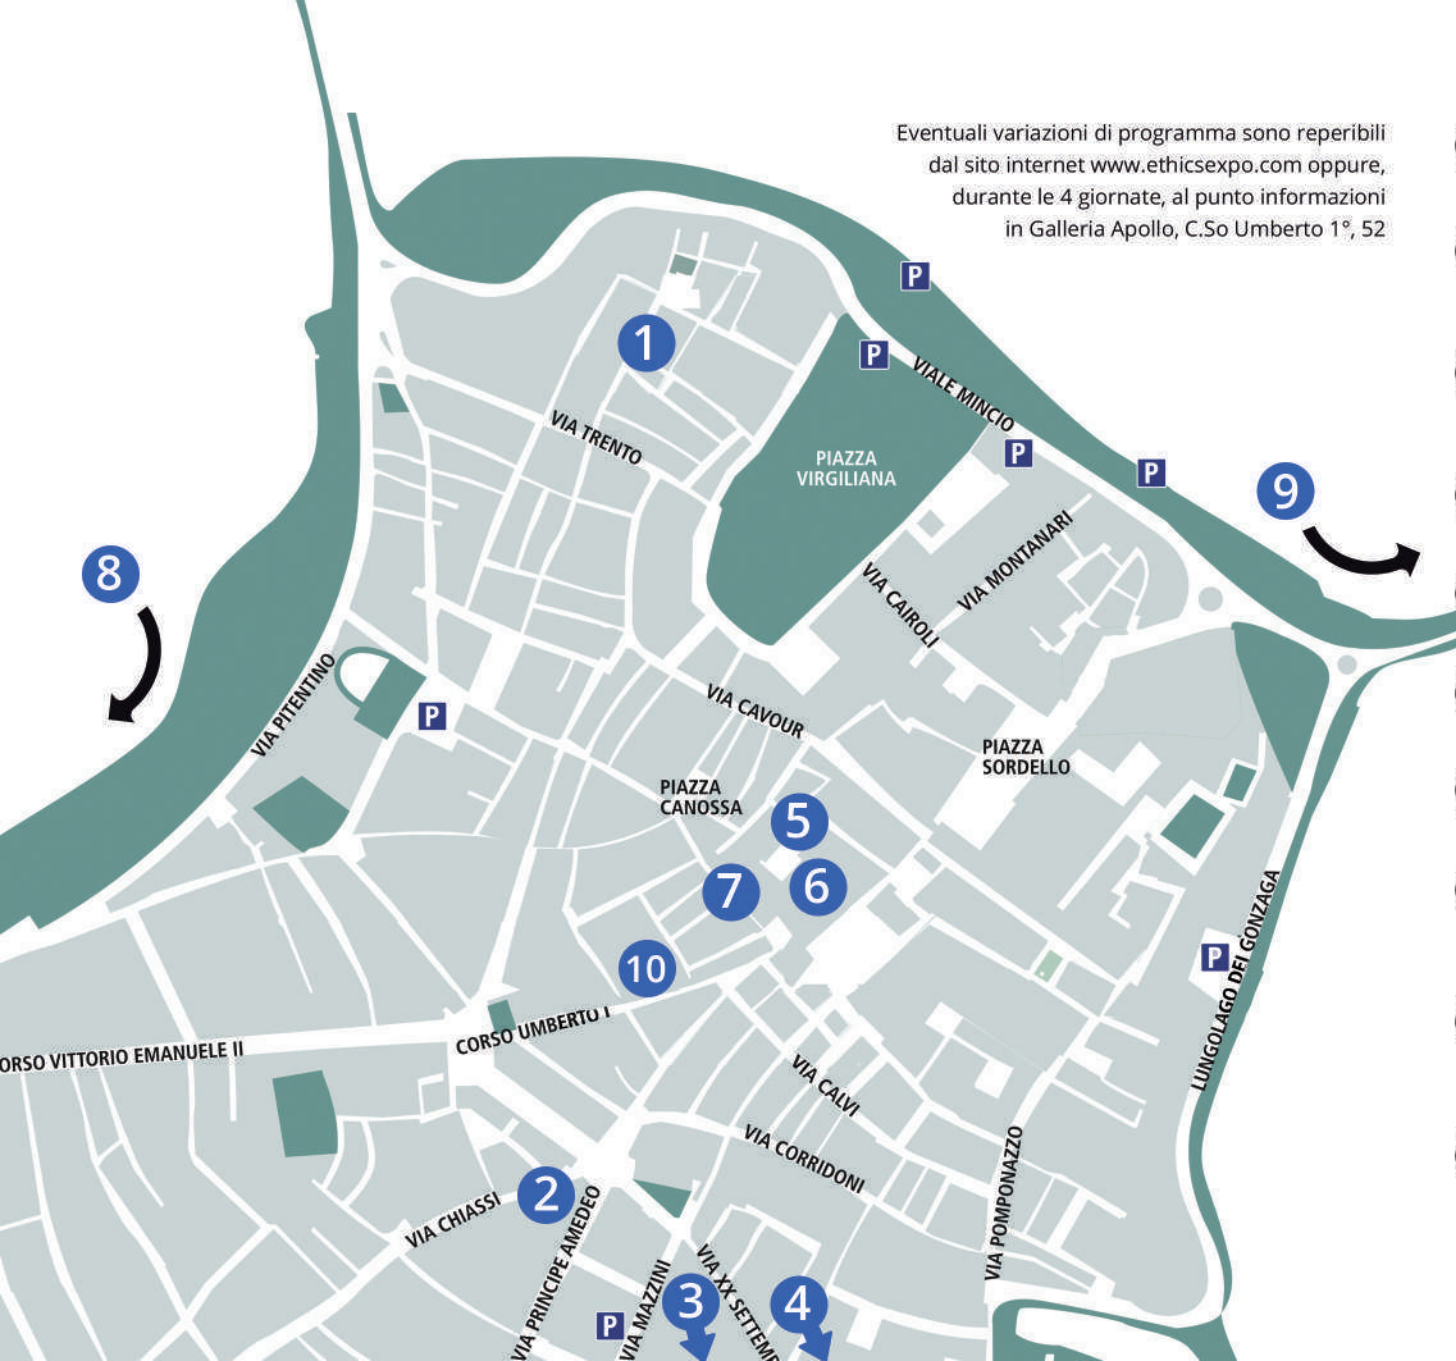 Eventuali variazioni di programma sono reperibili
dal sito internet www.ethicsexpo.com oppure,
durante le 4 giornate, al punto informazioni
in Galleria Apollo, C.So Umberto 1°, 52
P
1
P
VIALE MINCIO
VIA TRENTO
PIAZZA
VIRGILIANA
P
P
9
8
VIA MONTANARI
VIA CAIROLI
VIA PITENTINO
P
VIA CAVOUR
PIAZZA
SORDELLO
PIAZZA
CANOSSA
5
7
6
LUNGOLAGO DEI GONZAGA
P
10
CORSO UMBERTO I
ORSO VITTORIO EMANUELE II
VIA CALVI
VIA CORRIDONI
VIA POMPONAZZO
2
VIA CHIASSI
VIA PRINCIPE AMEDEO
VIA MAZZINI
VIA XX SETTEMB
3
4
P